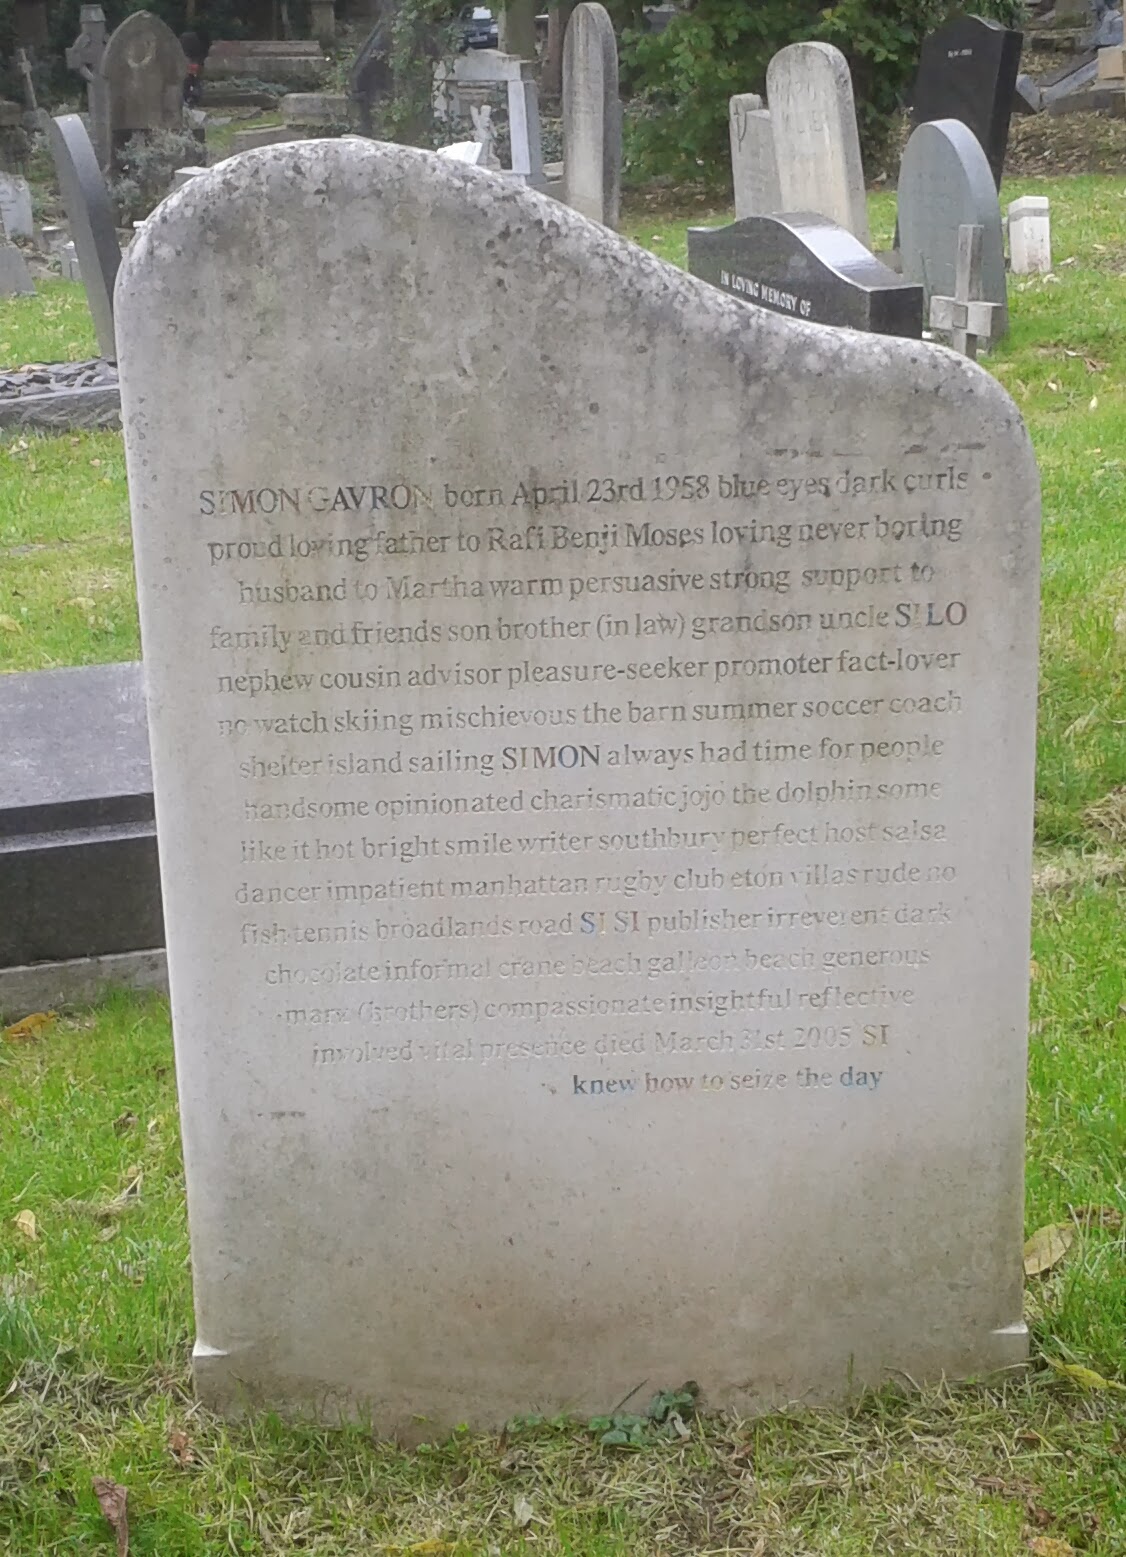 IN LOVING MEMORY OF
SIMON GAVRON born April 23rd 1958 blue eyes dark curls
proud loving father to Rafi Benji Moses loving never boring
husband to Martha warm persuasive strong support to
family and friends son brother (in law) grandson uncle SI LO
nephew cousin advisor pleasure-seeker promoter fact-lover
no watch skiing mischievous the barn summer soccer coach
shelter island sailing SIMON always had time for people
handsome opinionated charismatic jojo the dolphin some
like it hot bright smile writer southbury perfect host salsa
dancer impatient manhattan rugby club eton villas rude no
fish tennis broadlands road SI SI publisher irreverent dark
chocolate informal crane beach galleon beach generous
marx (brothers) compassionate insightful reflective
involved vital presence died March 31st 2005 SI
knew how to seize the day